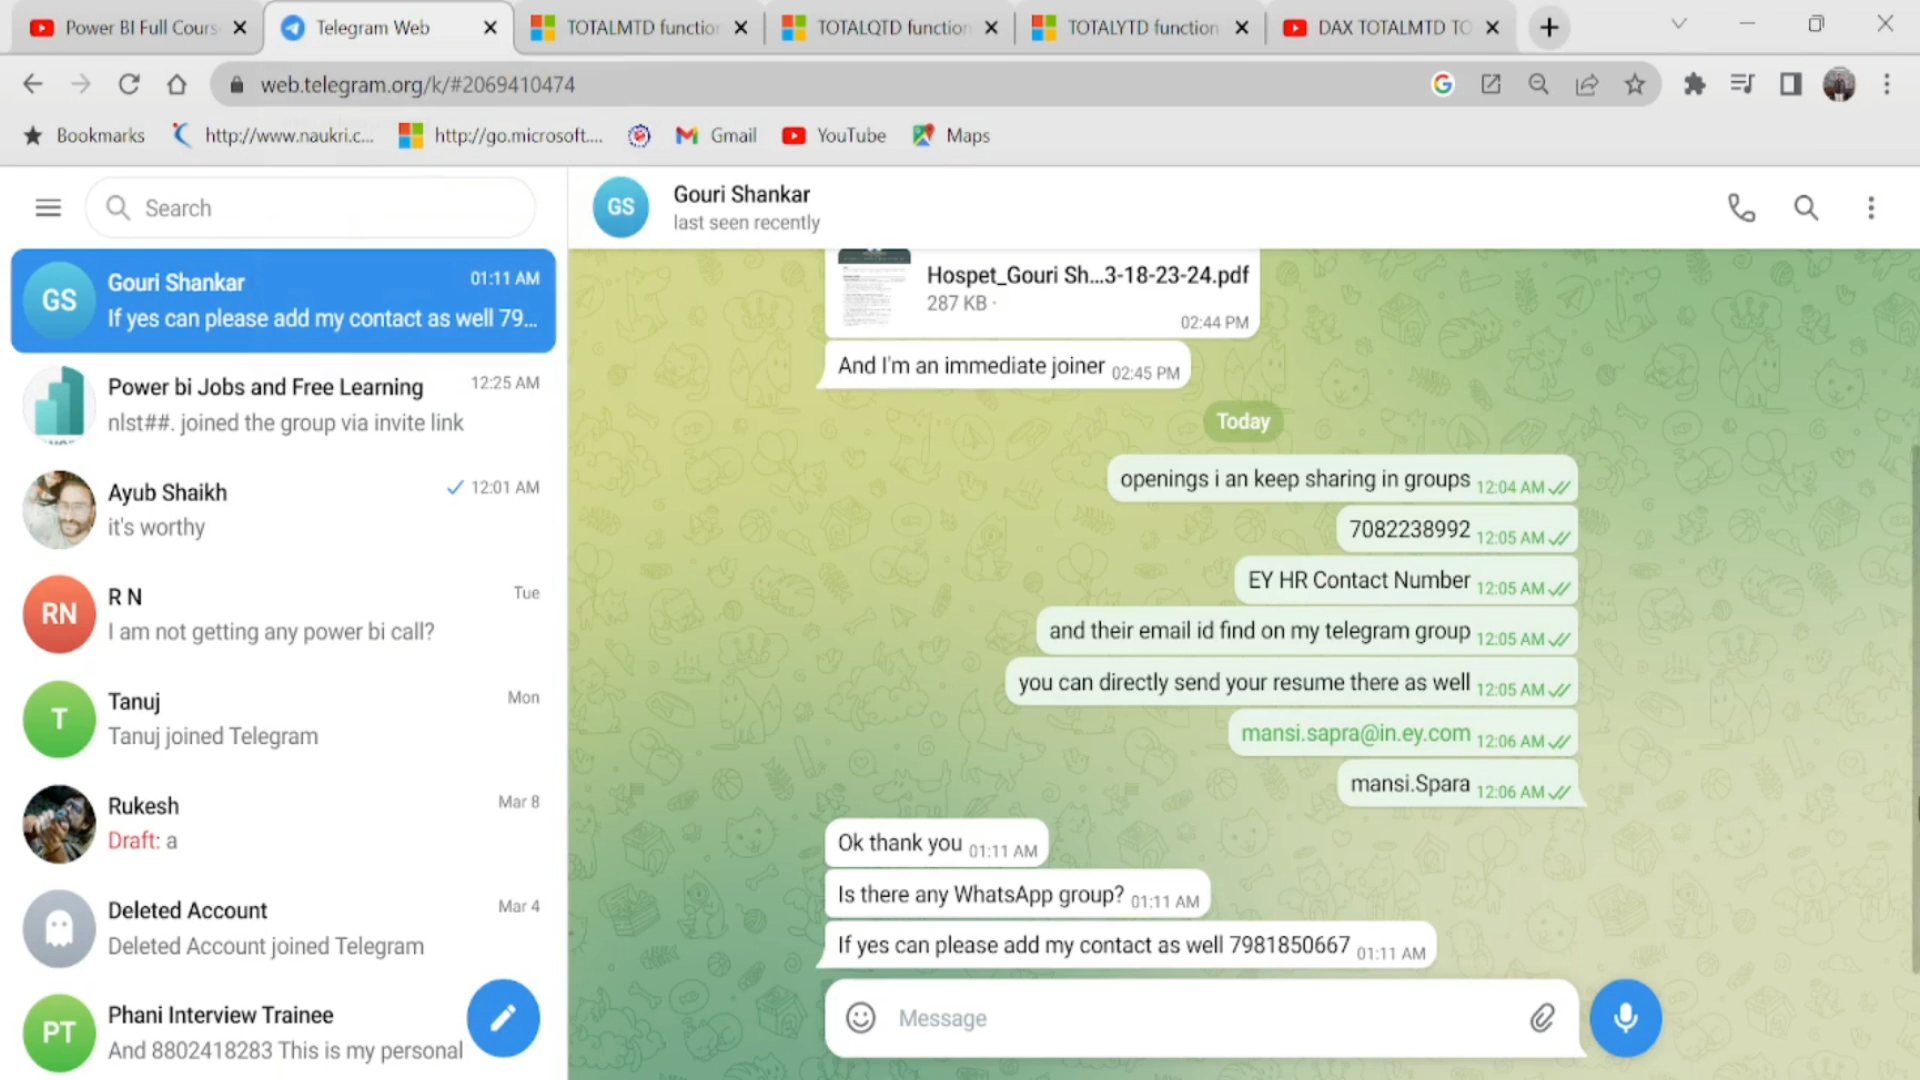 Power BI Full Cours
Telegram Web
TOTALMTD function
TOTALQTD function
TOTALYTD function
DAX TOTALMTD TO
web.telegram.org/k/#2069410474
Bookmarks
http://www.naukri.c...
http://go.microsoft....
Gmail
YouTube
Maps
Search
GS
Gouri Shankar
last seen recently
GS
Gouri Shankar
01:11 AM
If yes can please add my contact as well 79...
Power bi Jobs and Free Learning
12:25 AM
nlst##. joined the group via invite link
Ayub Shaikh
12:01 AM
it's worthy
RN
R N
Tue
I am not getting any power bi call?
T
Tanuj
Mon
Tanuj joined Telegram
Rukesh
Mar 8
Draft: a
Deleted Account
Mar 4
Deleted Account joined Telegram
PT
Phani Interview Trainee
And 8802418283 This is my personal
Hospet_Gouri Sh...3-18-23-24.pdf
287 KB ·
02:44 PM
And I'm an immediate joiner 02:45 PM
Today
openings i an keep sharing in groups 12:04 AM
7082238992 12:05 AM
EY HR Contact Number 12:05 AM
and their email id find on my telegram group 12:05 AM
you can directly send your resume there as well 12:05 AM
mansi.sapra@in.ey.com 12:06 AM
mansi.Spara 12:06 AM
Ok thank you 01:11 AM
Is there any WhatsApp group? 01:11 AM
If yes can please add my contact as well 7981850667 01:11 AM
Message